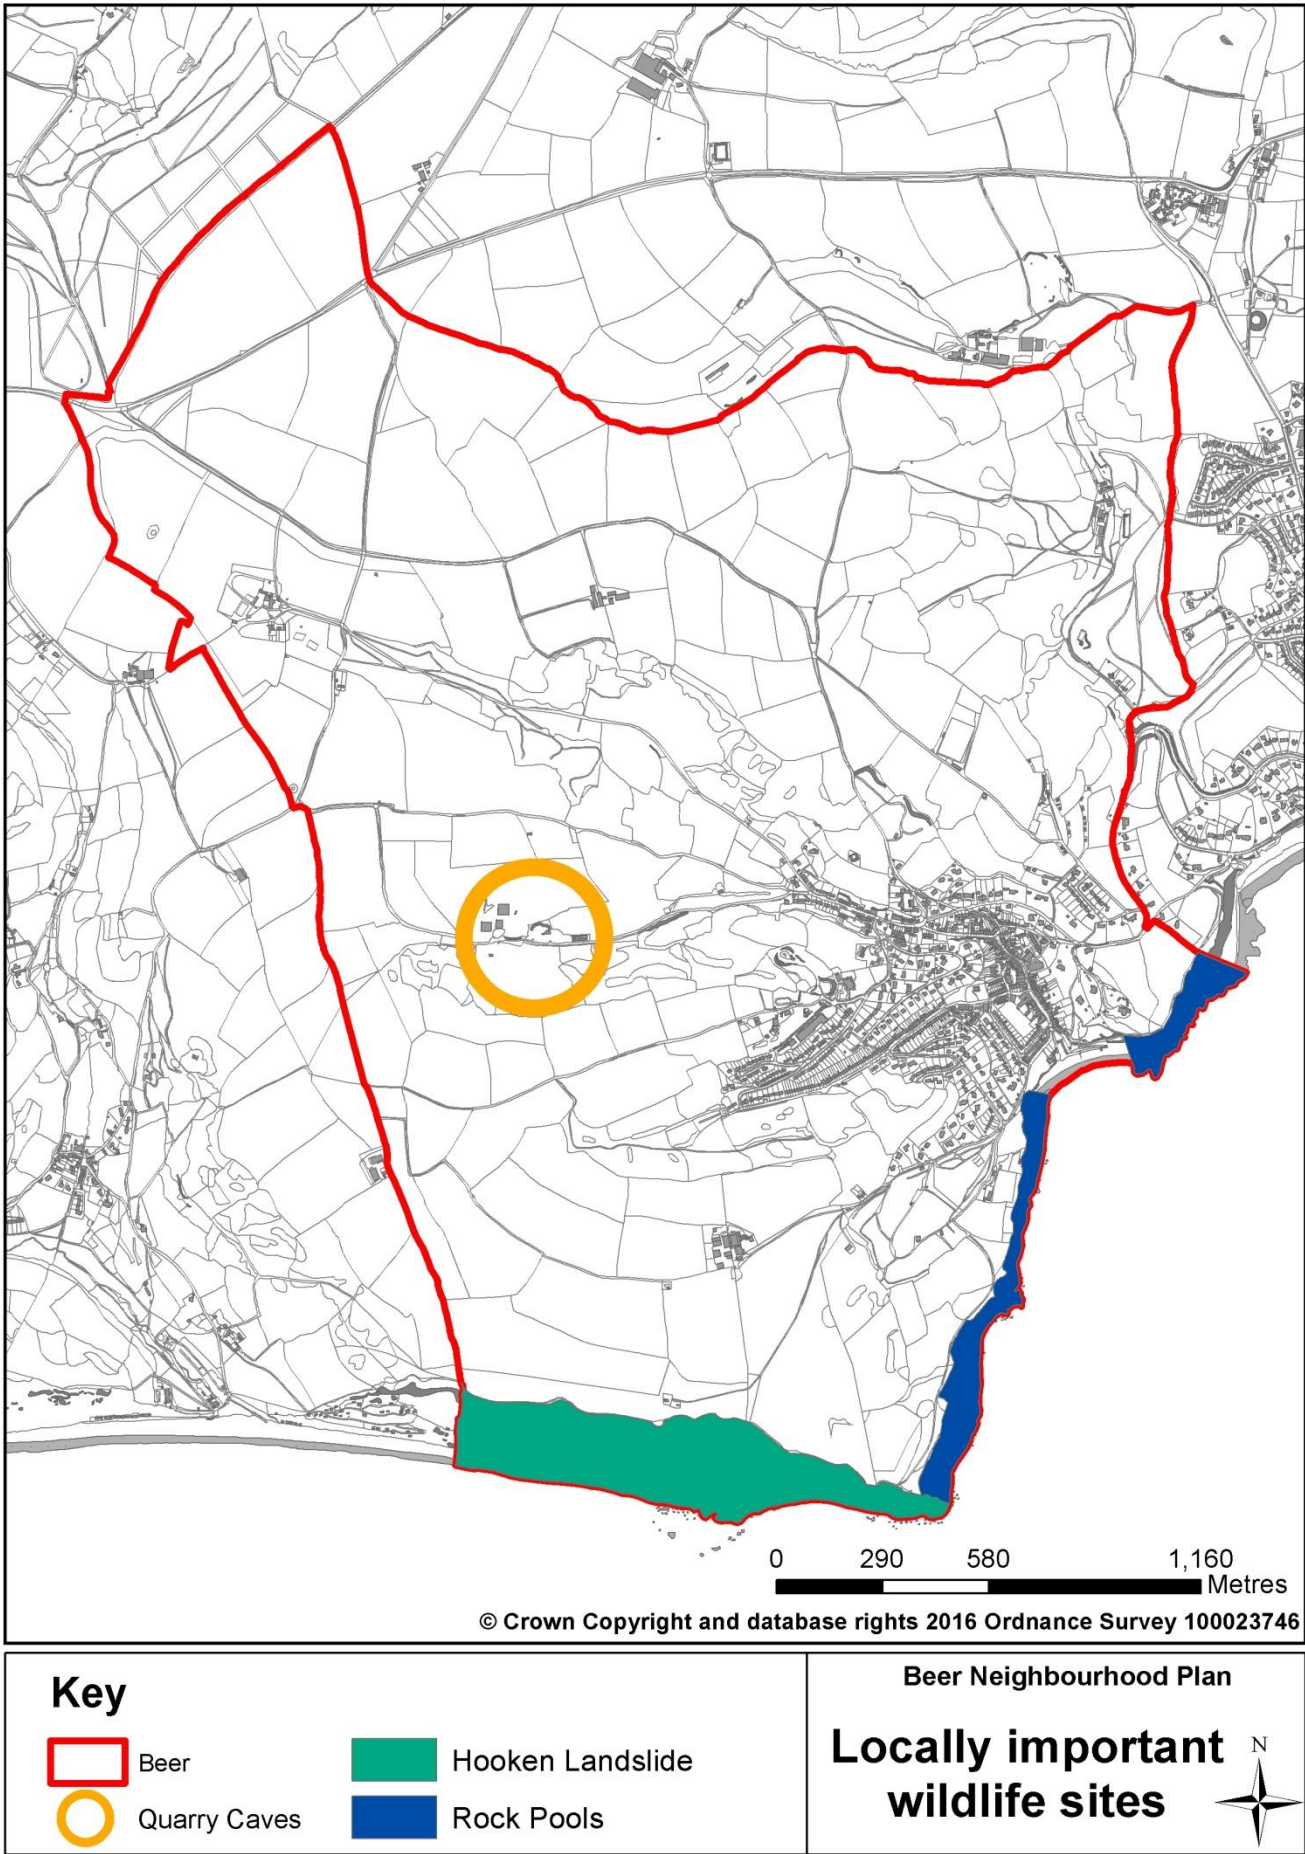 0 290 580 1,160
Metres
© Crown Copyright and database rights 2016 Ordnance Survey 100023746
Key
Beer
Quarry Caves
Hooken Landslide
Rock Pools
Beer Neighbourhood Plan
Locally important
wildlife sites
N